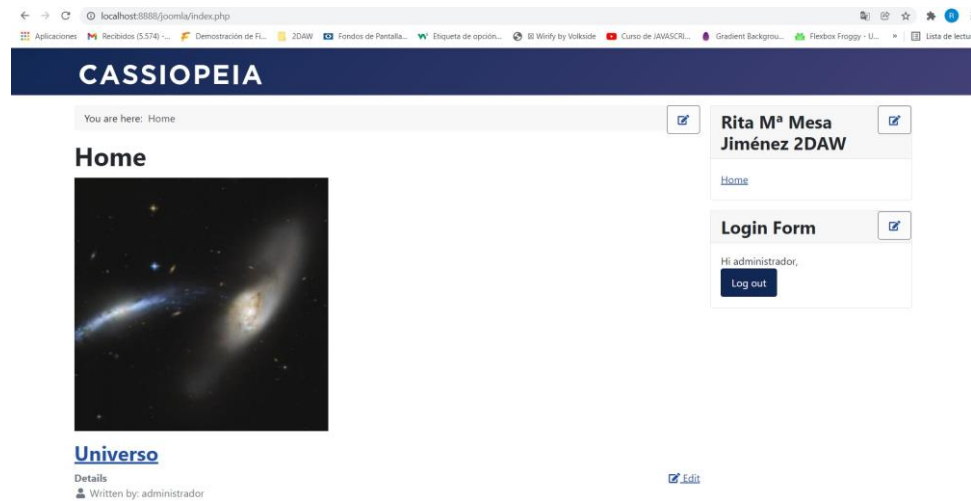 localhost:8888/joomla/index.php
Aplicaciones Recibidos (5.574) -... Demostración de Fi... 2DAW Fondos de Pantalla... Etiqueta de opción... Wirify by Volkside Curso de JAVASCRI... Gradient Backgrou... Flexbox Froggy - U... » Lista de lectu
CASSIOPEIA
You are here: Home
Home
Universo
Details
Edit
Written by: administrador
Rita Mª Mesa
Jiménez 2DAW
Home
Login Form
Hi administrador,
Log out